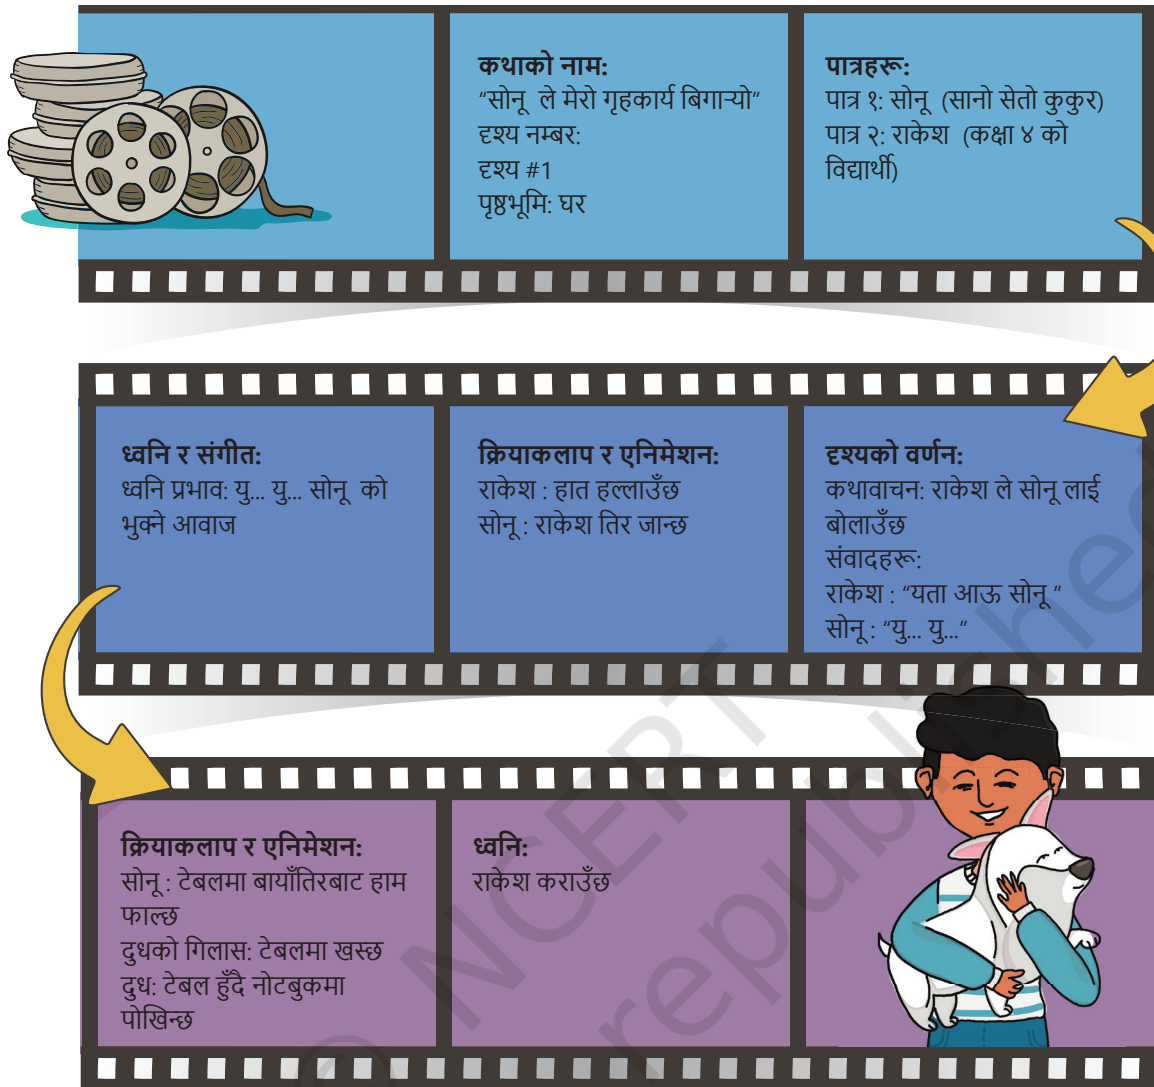 कथाको नाम:
“सोनू ले मेरो गृहकार्य बिगार्‍यो”
दृश्य नम्बर:
दृश्य #1
पृष्ठभूमि: घर
पात्रहरू:
पात्र १: सोनू (सानो सेतो कुकुर)
पात्र २: राकेश (कक्षा ४ को
विद्यार्थी)
ध्वनि र संगीत:
ध्वनि प्रभाव: यु... यु... सोनू को
भुक्ने आवाज
क्रियाकलाप र एनिमेशन:
राकेश : हात हल्लाउँछ
सोनू : राकेश तिर जान्छ
दृश्यको वर्णन:
कथावाचन: राकेश ले सोनू लाई
बोलाउँछ
संवादहरू:
राकेश : “यता आऊ सोनू ”
सोनू : “यु... यु...”
क्रियाकलाप र एनिमेशन:
सोनू : टेबलमा बायाँतिरबाट हाम
फाल्छ
दुधको गिलास: टेबलमा खस्छ
दुध: टेबल हुँदै नोटबुकमा
पोखिन्छ
ध्वनि:
राकेश कराउँछ
© NCERT
republished